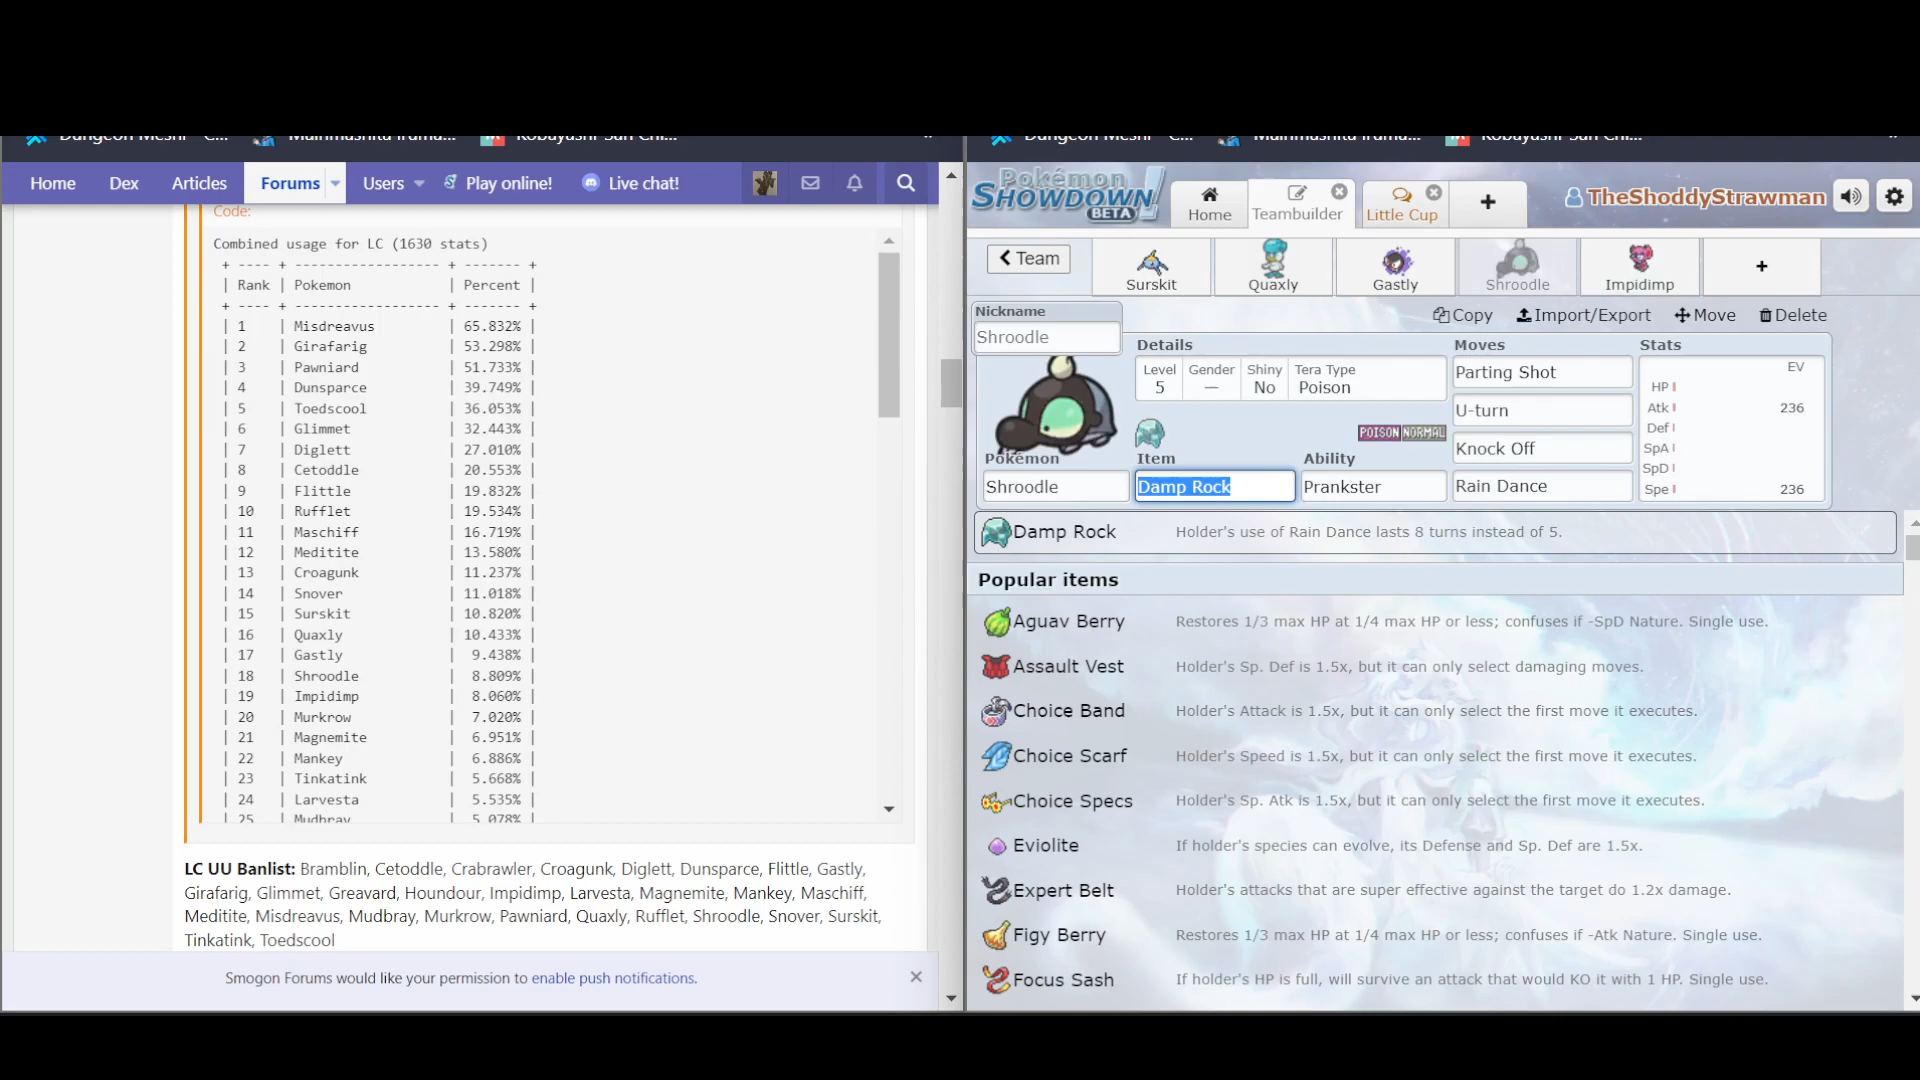 Dungeon Meshi - C...
Mairimashita Iruma...
Kobayashi-San Chi...
»
Dungeon Meshi - C...
Mairimashita Iruma...
Kobayashi-San Chi...
»
Home Dex Articles Forums Users Play online! Live chat!
Code:
Combined usage for LC (1630 stats)
+ ---- + ------------------ + ------- +
| Rank | Pokemon | Percent |
+ ---- + ------------------ + ------- +
| 1 | Misdreavus | 65.832% |
| 2 | Girafarig | 53.298% |
| 3 | Pawniard | 51.733% |
| 4 | Dunsparce | 39.749% |
| 5 | Toedscool | 36.053% |
| 6 | Glimmet | 32.443% |
| 7 | Diglett | 27.010% |
| 8 | Cetoddle | 20.553% |
| 9 | Flittle | 19.832% |
| 10 | Rufflet | 19.534% |
| 11 | Maschiff | 16.719% |
| 12 | Meditite | 13.580% |
| 13 | Croagunk | 11.237% |
| 14 | Snover | 11.018% |
| 15 | Surskit | 10.820% |
| 16 | Quaxly | 10.433% |
| 17 | Gastly | 9.438% |
| 18 | Shroodle | 8.809% |
| 19 | Impidimp | 8.060% |
| 20 | Murkrow | 7.020% |
| 21 | Magnemite | 6.951% |
| 22 | Mankey | 6.886% |
| 23 | Tinkatink | 5.668% |
| 24 | Larvesta | 5.535% |
| 25 | Mudbray | 5.078% |
LC UU Banlist: Bramblin, Cetoddle, Crabrawler, Croagunk, Diglett, Dunsparce, Flittle, Gastly,
Girafarig, Glimmet, Greavard, Houndour, Impidimp, Larvesta, Magnemite, Mankey, Maschiff,
Meditite, Misdreavus, Mudbray, Murkrow, Pawniard, Quaxly, Rufflet, Shroodle, Snover, Surskit,
Tinkatink, Toedscool
Smogon Forums would like your permission to enable push notifications.
Pokémon
SHOWDOWN!
BETA
Home
Teambuilder
Little Cup
+
TheShoddyStrawman
Team
Surskit
Quaxly
Gastly
Shroodle
Impidimp
+
Copy Import/Export Move Delete
Nickname
Shroodle
Details
Level Gender Shiny Tera Type
5 — No Poison
POISON NORMAL
Pokémon
Shroodle
Item
Damp Rock
Ability
Prankster
Moves
Parting Shot
U-turn
Knock Off
Rain Dance
Stats
EV
HP
Atk 236
Def
SpA
SpD
Spe 236
Damp Rock Holder's use of Rain Dance lasts 8 turns instead of 5.
Popular items
Aguav Berry Restores 1/3 max HP at 1/4 max HP or less; confuses if -SpD Nature. Single use.
Assault Vest Holder's Sp. Def is 1.5x, but it can only select damaging moves.
Choice Band Holder's Attack is 1.5x, but it can only select the first move it executes.
Choice Scarf Holder's Speed is 1.5x, but it can only select the first move it executes.
Choice Specs Holder's Sp. Atk is 1.5x, but it can only select the first move it executes.
Eviolite If holder's species can evolve, its Defense and Sp. Def are 1.5x.
Expert Belt Holder's attacks that are super effective against the target do 1.2x damage.
Figy Berry Restores 1/3 max HP at 1/4 max HP or less; confuses if -Atk Nature. Single use.
Focus Sash If holder's HP is full, will survive an attack that would KO it with 1 HP. Single use.